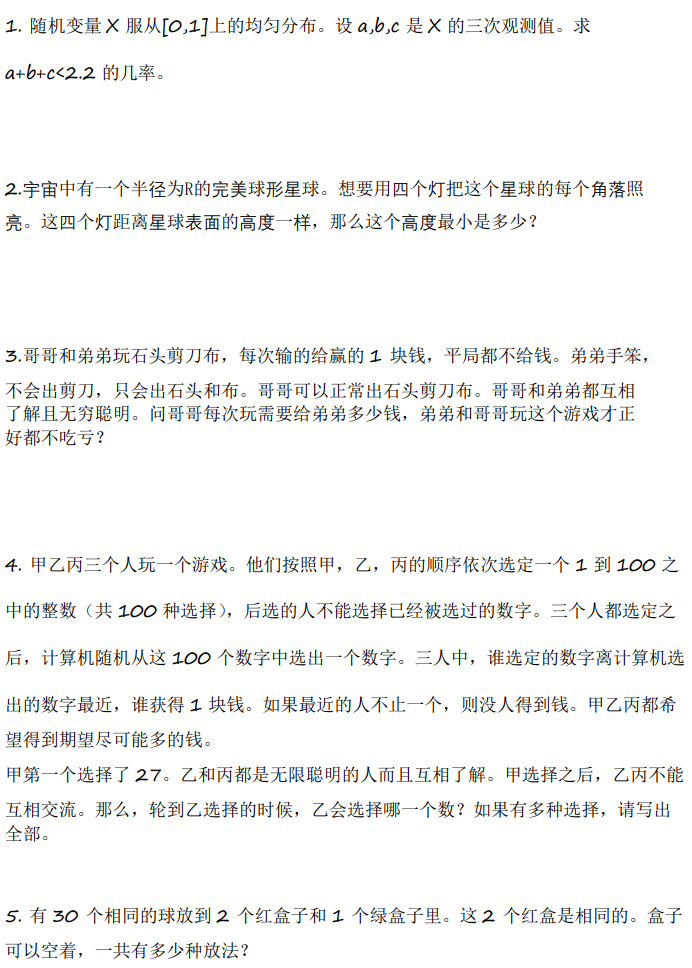 1. 随机变量 X 服从[0,1]上的均匀分布。设 a,b,c 是 X 的三次观测值。求
a+b+c<2.2 的几率。
2.宇宙中有一个半径为R的完美球形星球。想要用四个灯把这个星球的每个角落照
亮。这四个灯距离星球表面的高度一样，那么这个高度最小是多少？
3.哥哥和弟弟玩石头剪刀布，每次输的给赢的 1 块钱，平局都不给钱。弟弟手笨，
不会出剪刀，只会出石头和布。哥哥可以正常出石头剪刀布。哥哥和弟弟都互相
了解且无穷聪明。问哥哥每次玩需要给弟弟多少钱，弟弟和哥哥玩这个游戏才正
好都不吃亏？
4. 甲乙丙三个人玩一个游戏。他们按照甲，乙，丙的顺序依次选定一个 1 到 100 之
中的整数（共 100 种选择），后选的人不能选择已经被选过的数字。三个人都选定之
后，计算机随机从这 100 个数字中选出一个数字。三人中，谁选定的数字离计算机选
出的数字最近，谁获得 1 块钱。如果最近的人不止一个，则没人得到钱。甲乙丙都希
望得到期望尽可能多的钱。
甲第一个选择了 27。乙和丙都是无限聪明的人而且互相了解。甲选择之后，乙丙不能
互相交流。那么，轮到乙选择的时候，乙会选择哪一个数？如果有多种选择，请写出
全部。
5. 有 30 个相同的球放到 2 个红盒子和 1 个绿盒子里。这 2 个红盒是相同的。盒子
可以空着，一共有多少种放法？